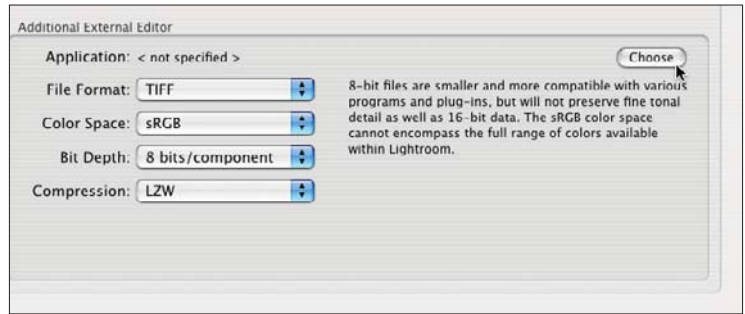 Additional External Editor
Application: < not specified >
Choose
File Format: TIFF
Color Space: sRGB
Bit Depth: 8 bits/component
Compression: LZW
8-bit files are smaller and more compatible with various
programs and plug-ins, but will not preserve fine tonal
detail as well as 16-bit data. The sRGB color space
cannot encompass the full range of colors available
within Lightroom.